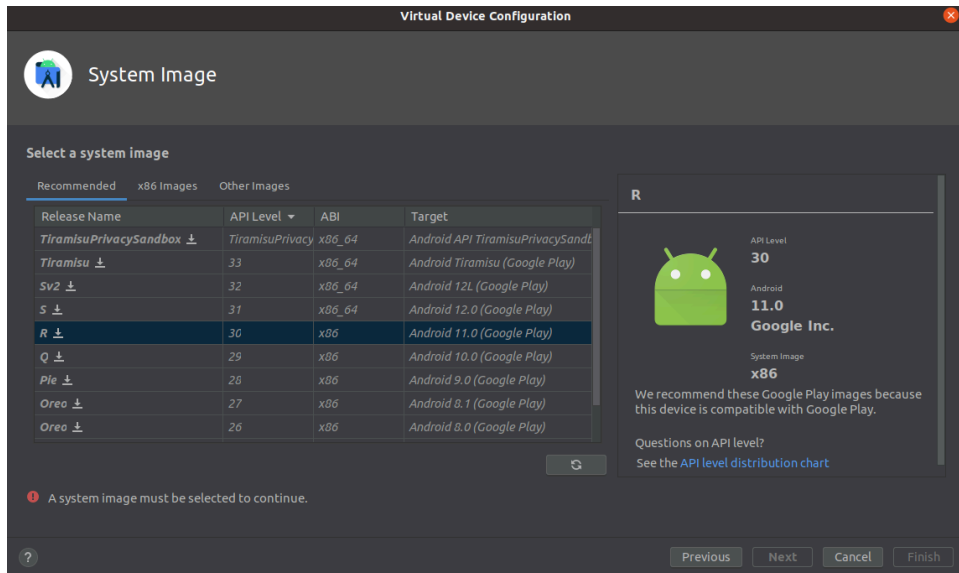 Virtual Device Configuration
System Image
Select a system image
Recommended x86 Images Other Images
Release Name API Level ABI Target
TiramisuPrivacySandbox TiramisuPrivacy x86_64 Android API TiramisuPrivacySandb
Tiramisu 33 x86_64 Android Tiramisu (Google Play)
Sv2 32 x86_64 Android 12L (Google Play)
S 31 x86_64 Android 12.0 (Google Play)
R 30 x86 Android 11.0 (Google Play)
Q 29 x86 Android 10.0 (Google Play)
Pie 28 x86 Android 9.0 (Google Play)
Oreo 27 x86 Android 8.1 (Google Play)
Oreo 26 x86 Android 8.0 (Google Play)
R
API Level
30
Android
11.0
Google Inc.
System Image
x86
We recommend these Google Play images because
this device is compatible with Google Play.
Questions on API level?
See the API level distribution chart
A system image must be selected to continue.
? Previous Next Cancel Finish